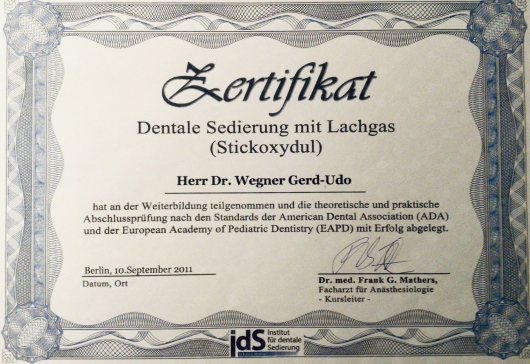 Zertifikat
Dentale Sedierung mit Lachgas
(Stickoxydul)
Herr Dr. Wegner Gerd-Udo
hat an der Weiterbildung teilgenommen und die theoretische und praktische
Abschlussprüfung nach den Standards der American Dental Association (ADA)
und der European Academy of Pediatric Dentistry (EAPD) mit Erfolg abgelegt.
Berlin, 10.September 2011
Datum, Ort
Dr. med. Frank G. Mathers,
Facharzt für Anästhesiologie
- Kursleiter -
jdS
Institut
für dentale
Sedierung